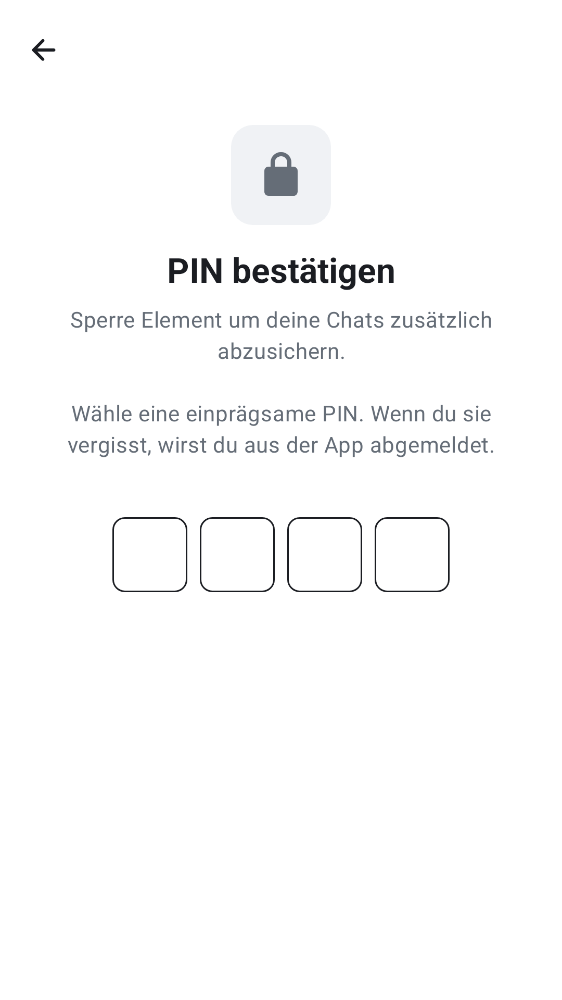 PIN bestätigen
Sperre Element um deine Chats zusätzlich
abzusichern.
Wähle eine einprägsame PIN. Wenn du sie
vergisst, wirst du aus der App abgemeldet.